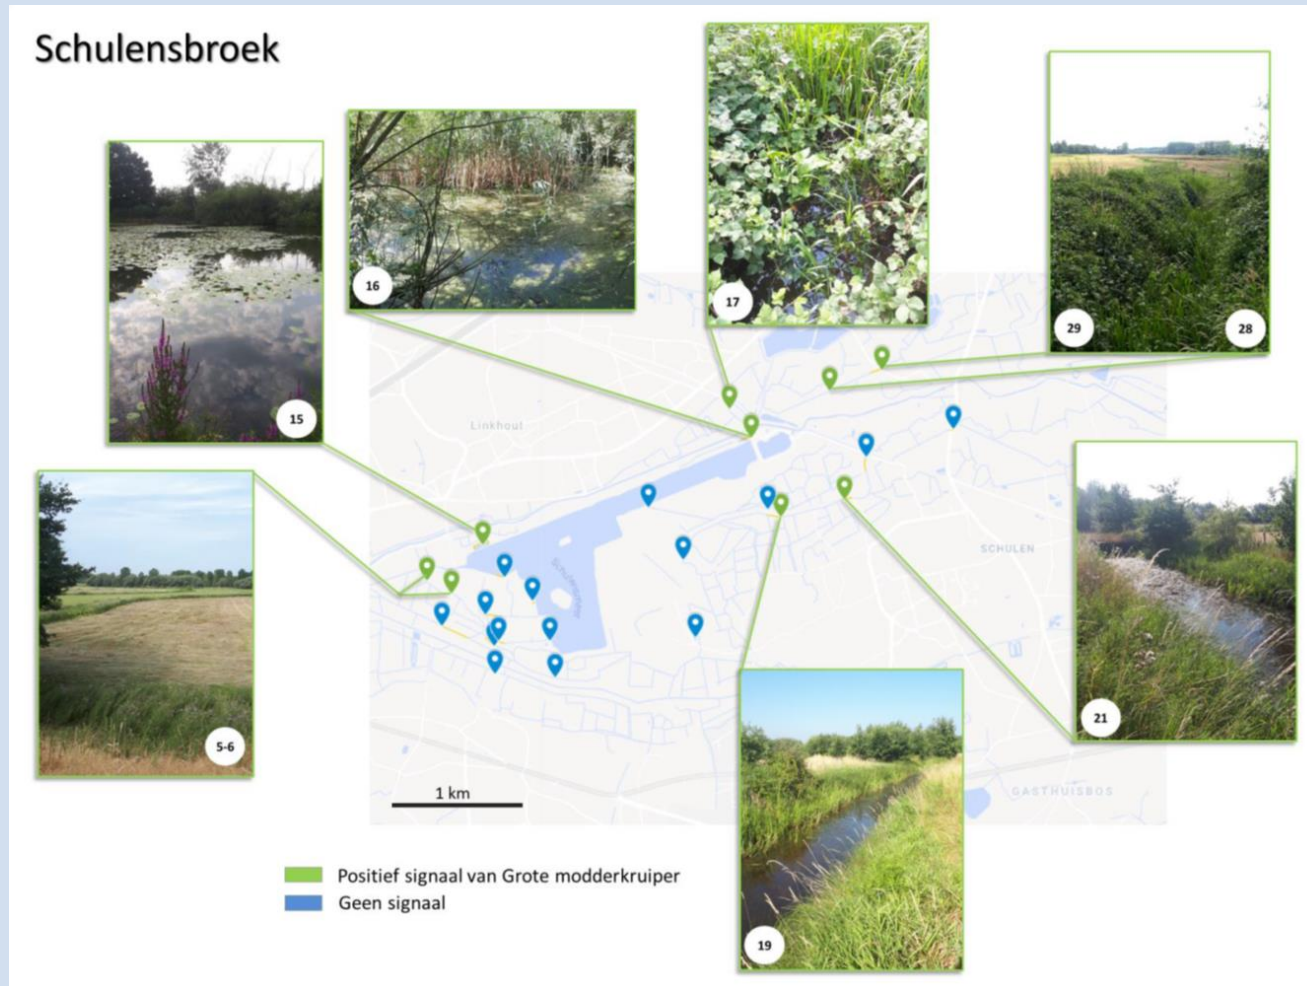 Schulensbroek
16
17
29
28
15
Linkhout
5-6
Schulensmeer
SCHULEN
21
1 km
GASTHUISBOS
Positief signaal van Grote modderkruiper
Geen signaal
19